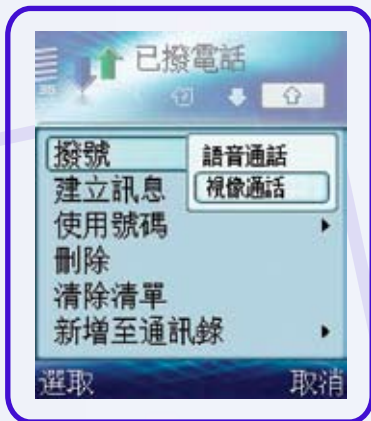 已撥電話
撥號
語音通話
建立訊息
視像通話
使用號碼
刪除
清除清單
新增至通訊錄
選取 取消